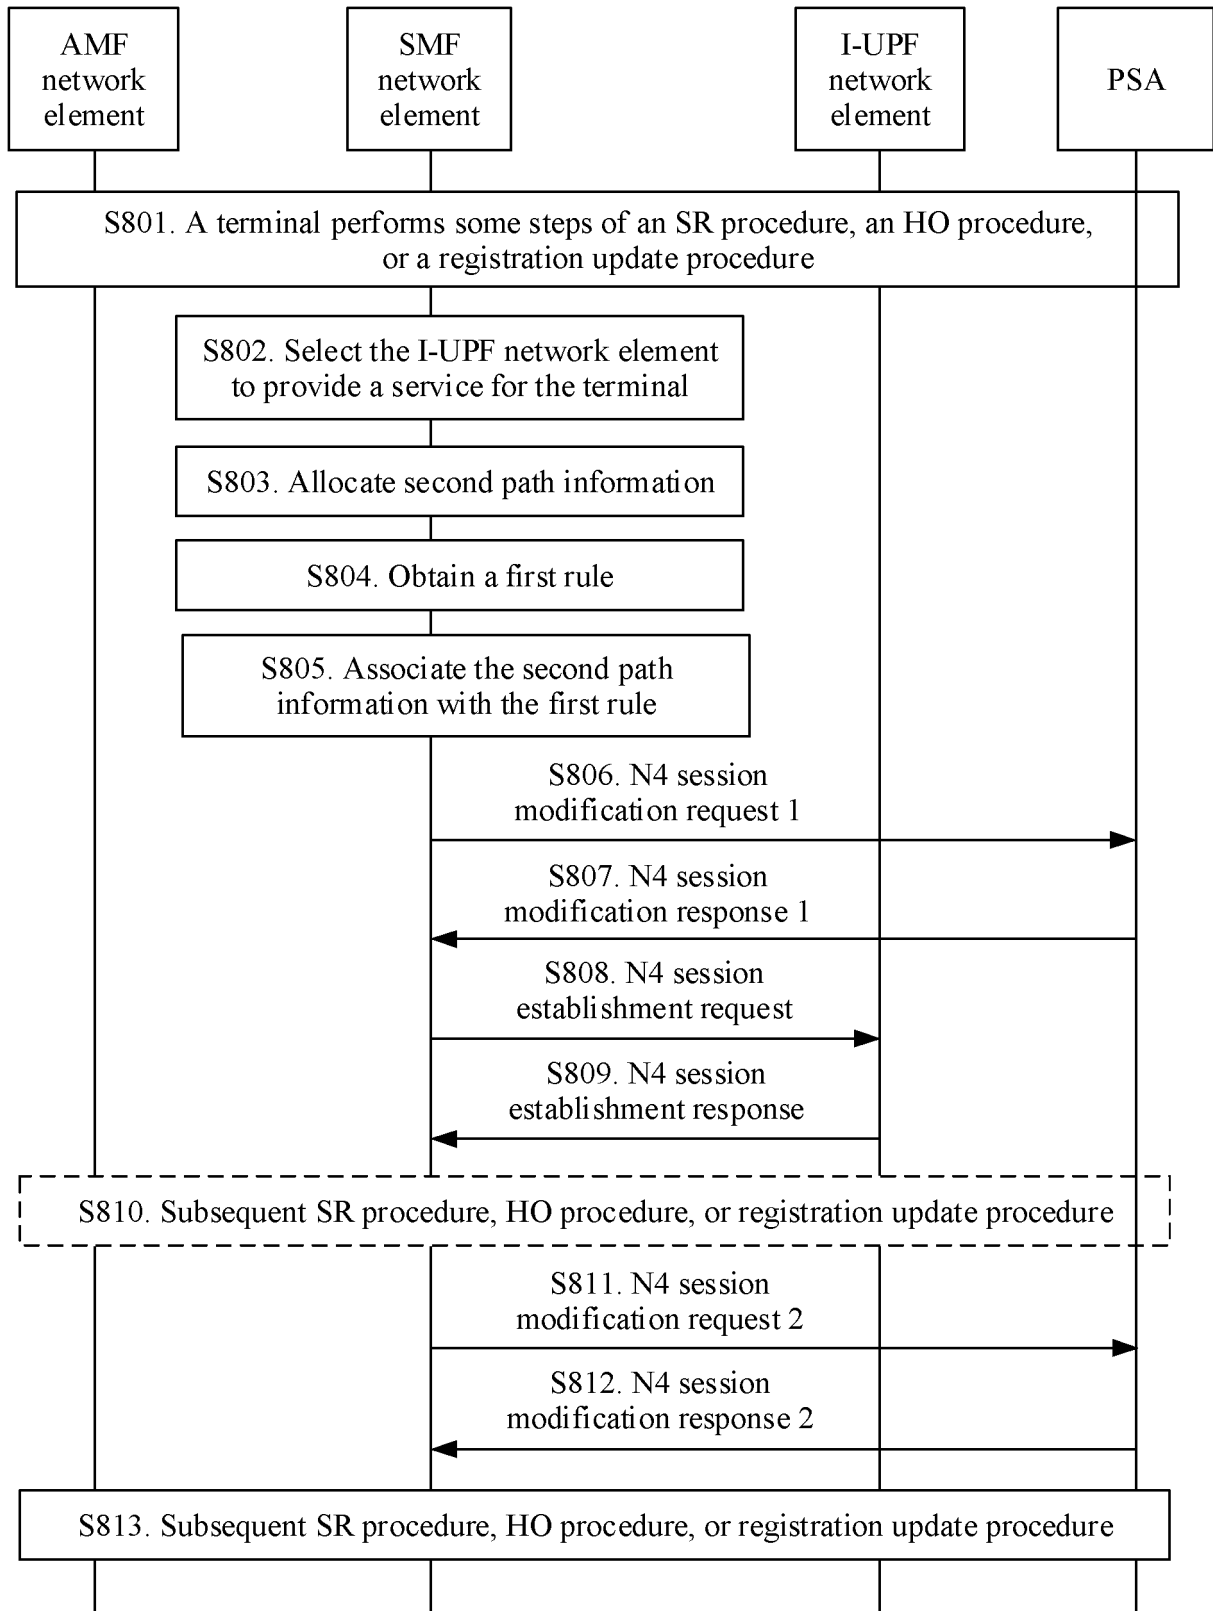 AMF
network
element
SMF
network
element
I-UPF
network
element
PSA
S801. A terminal performs some steps of an SR procedure, an HO procedure,
or a registration update procedure
S802. Select the I-UPF network element
to provide a service for the terminal
S803. Allocate second path information
S804. Obtain a first rule
S805. Associate the second path
information with the first rule
S806. N4 session
modification request 1
S807. N4 session
modification response 1
S808. N4 session
establishment request
S809. N4 session
establishment response
S810. Subsequent SR procedure, HO procedure, or registration update procedure
S811. N4 session
modification request 2
S812. N4 session
modification response 2
S813. Subsequent SR procedure, HO procedure, or registration update procedure